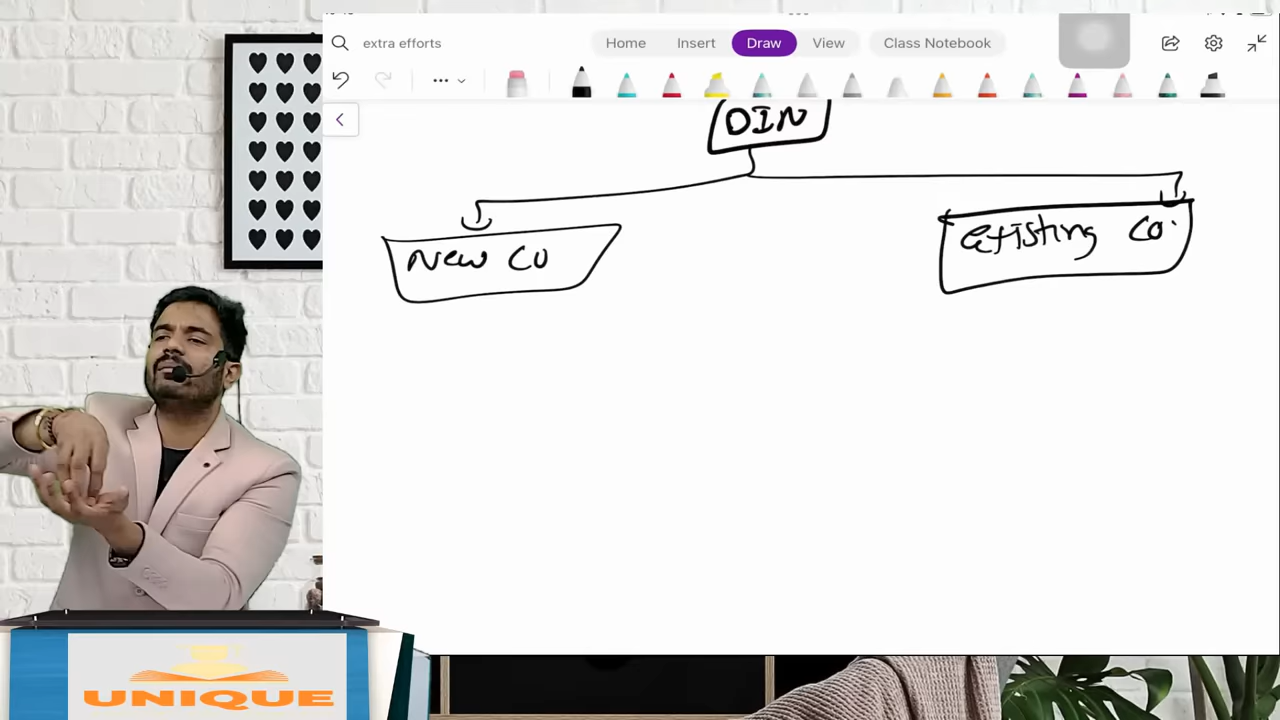 extra efforts
Home Insert Draw View Class Notebook
DIN
New CO
existing CO.
UNIQUE